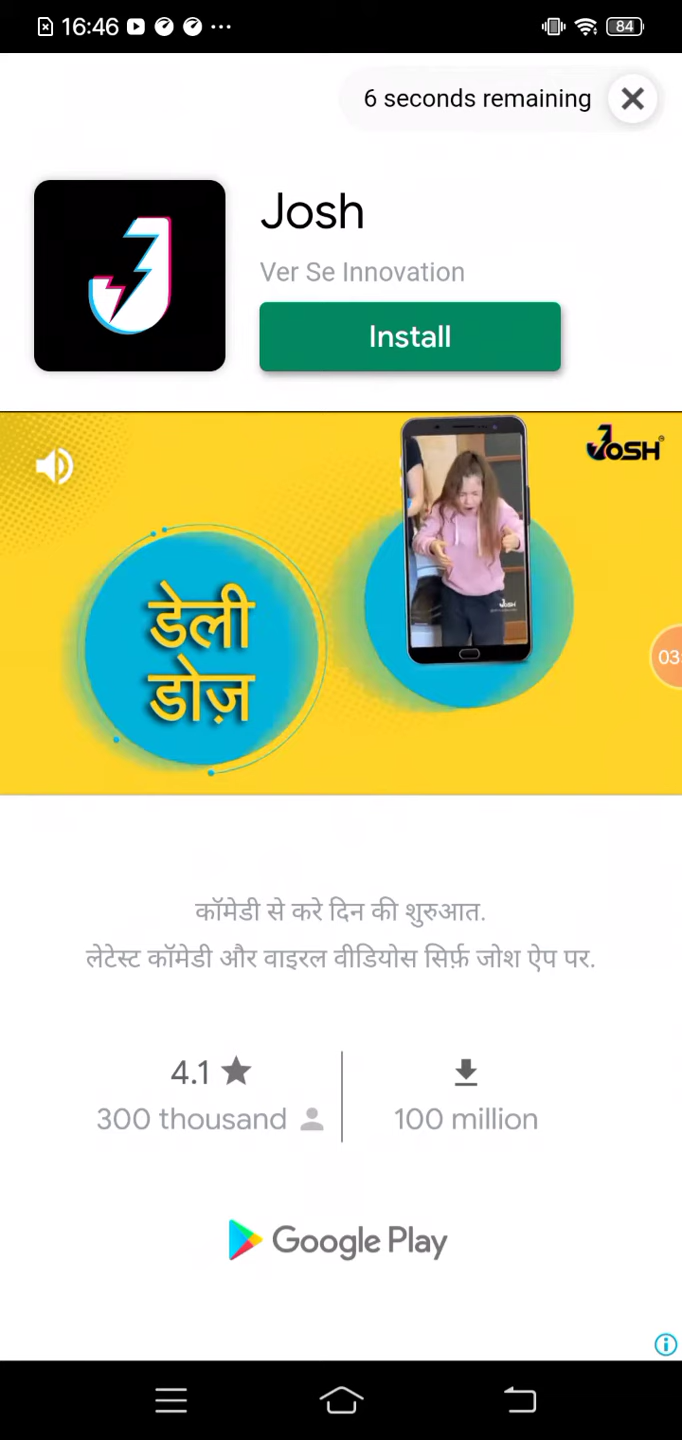 16:46
84
6 seconds remaining
Josh
Ver Se Innovation
Install
JOSH
डेली
डोज़
03
कॉमेडी से करे दिन की शुरुआत.
लेटेस्ट कॉमेडी और वाइरल वीडियोस सिर्फ़ जोश ऐप पर.
4.1
300 thousand
100 million
Google Play